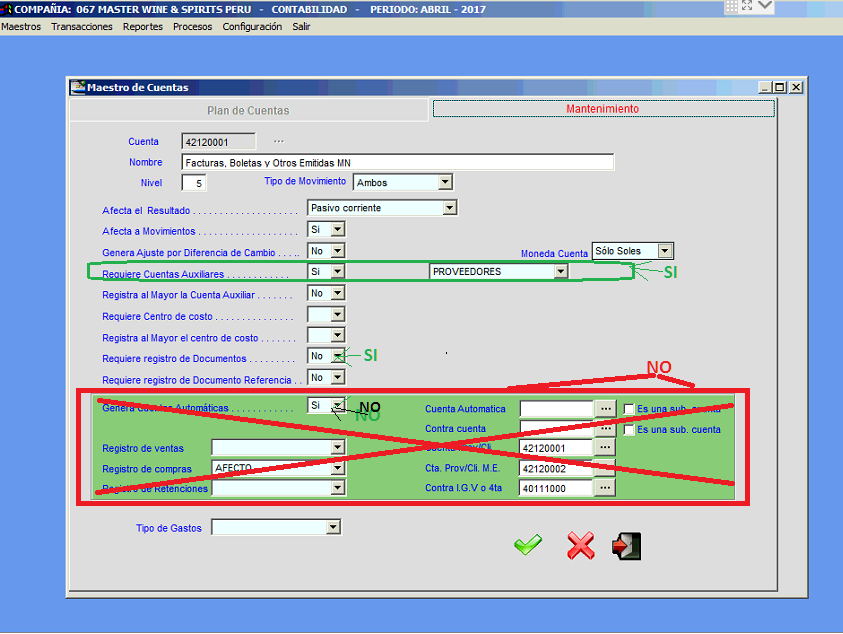 COMPAÑIA: 067 MASTER WINE & SPIRITS PERU - CONTABILIDAD - PERIODO: ABRIL - 2017
Maestros Transacciones Reportes Procesos Configuración Salir
Maestro de Cuentas
Plan de Cuentas Mantenimiento
Cuenta 42120001 ...
Nombre Facturas, Boletas y Otros Emitidas MN
Nivel 5 Tipo de Movimiento Ambos
Afecta el Resultado . . . . . . . . . . . . . . . . . . . . Pasivo corriente
Afecta a Movimientos . . . . . . . . . . . . . . . . . . . Si
Genera Ajuste por Diferencia de Cambio . . . . . No Moneda Cuenta Sólo Soles
Requiere Cuentas Auxiliares . . . . . . . . . . . . Si PROVEEDORES SI
Registra al Mayor la Cuenta Auxiliar . . . . . . . No
Requiere Centro de costo . . . . . . . . . . . . . . .
Registra al Mayor el centro de costo . . . . . . .
Requiere registro de Documentos . . . . . . . . . No SI
Requiere registro de Documento Referencia . . No
NO
Genera Cuentas Automáticas . . . . . . . . . . . . Si NO NO Cuenta Automatica ... Es una sub. cuenta
Contra cuenta ... Es una sub. cuenta
Registro de ventas Cuenta Prov/Cli. 42120001 ...
Registro de compras AFECTO Cta. Prov/Cli. M.E. 42120002 ...
Registro de Retenciones Contra I.G.V o 4ta 40111000 ...
Tipo de Gastos